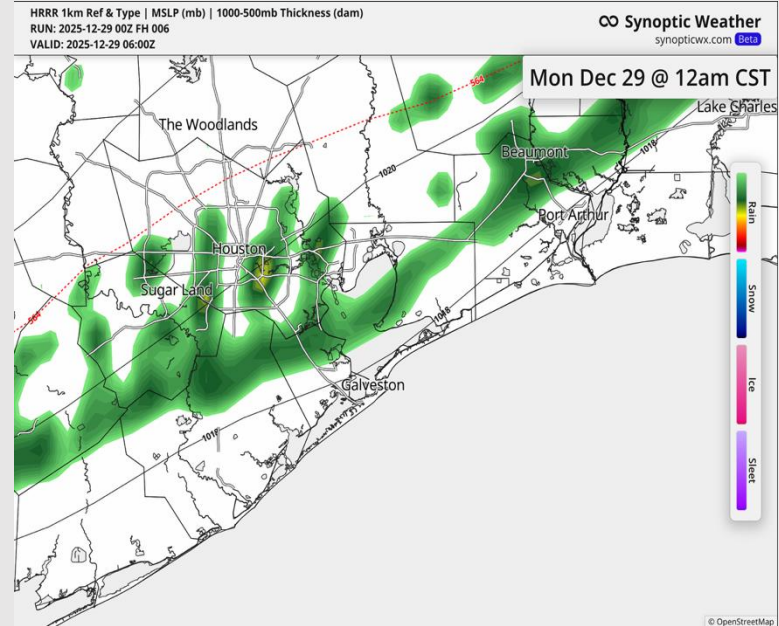 HRRR 1km Ref & Type | MSLP (mb) | 1000-500mb Thickness (dam)
RUN: 2025-12-29 00Z FH 006
VALID: 2025-12-29 06:00Z
Synoptic Weather
synopticwx.com Beta
Mon Dec 29 @ 12am CST
564
Lake Charles
The Woodlands
Beaumont
1018
1020
Port Arthur
Houston
Sugar Land
564
1018
Galveston
1018
Rain
Snow
Ice
Sleet
© OpenStreetMap